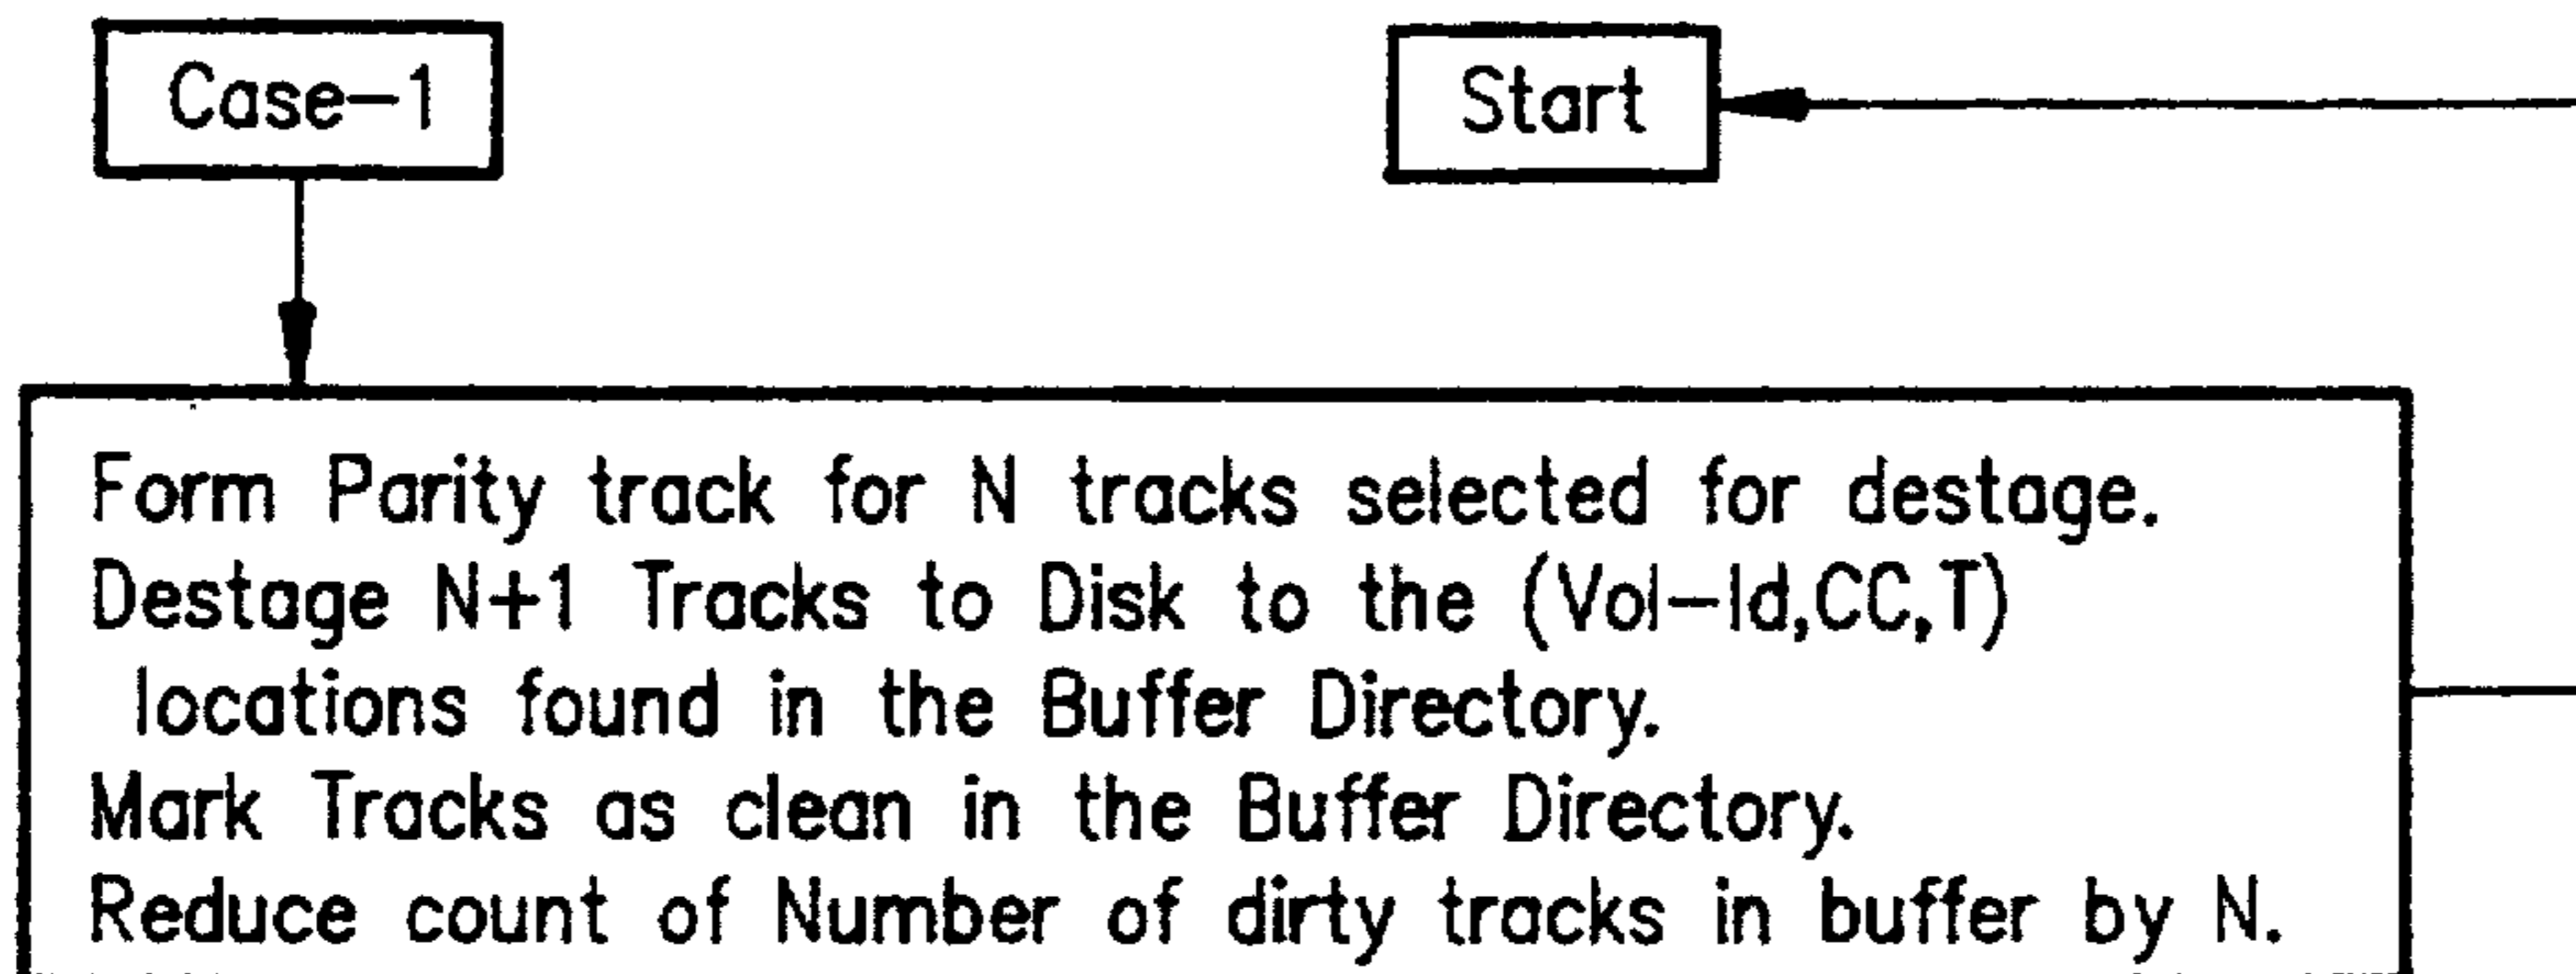 Case-1
Start
Form Parity track for N tracks selected for destage.
Destage N+1 Tracks to Disk to the (Vol-Id,CC,T)
locations found in the Buffer Directory.
Mark Tracks as clean in the Buffer Directory.
Reduce count of Number of dirty tracks in buffer by N.